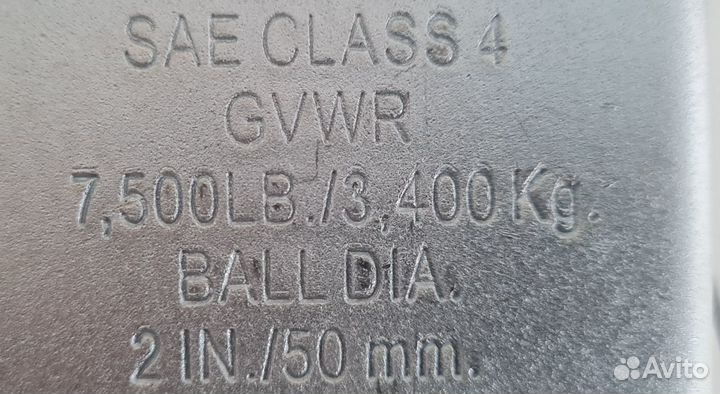 SAE CLASS 4
GVWR
7,500LB./3,400Kg.
BALL DIA.
2 IN./50 mm.
Avito